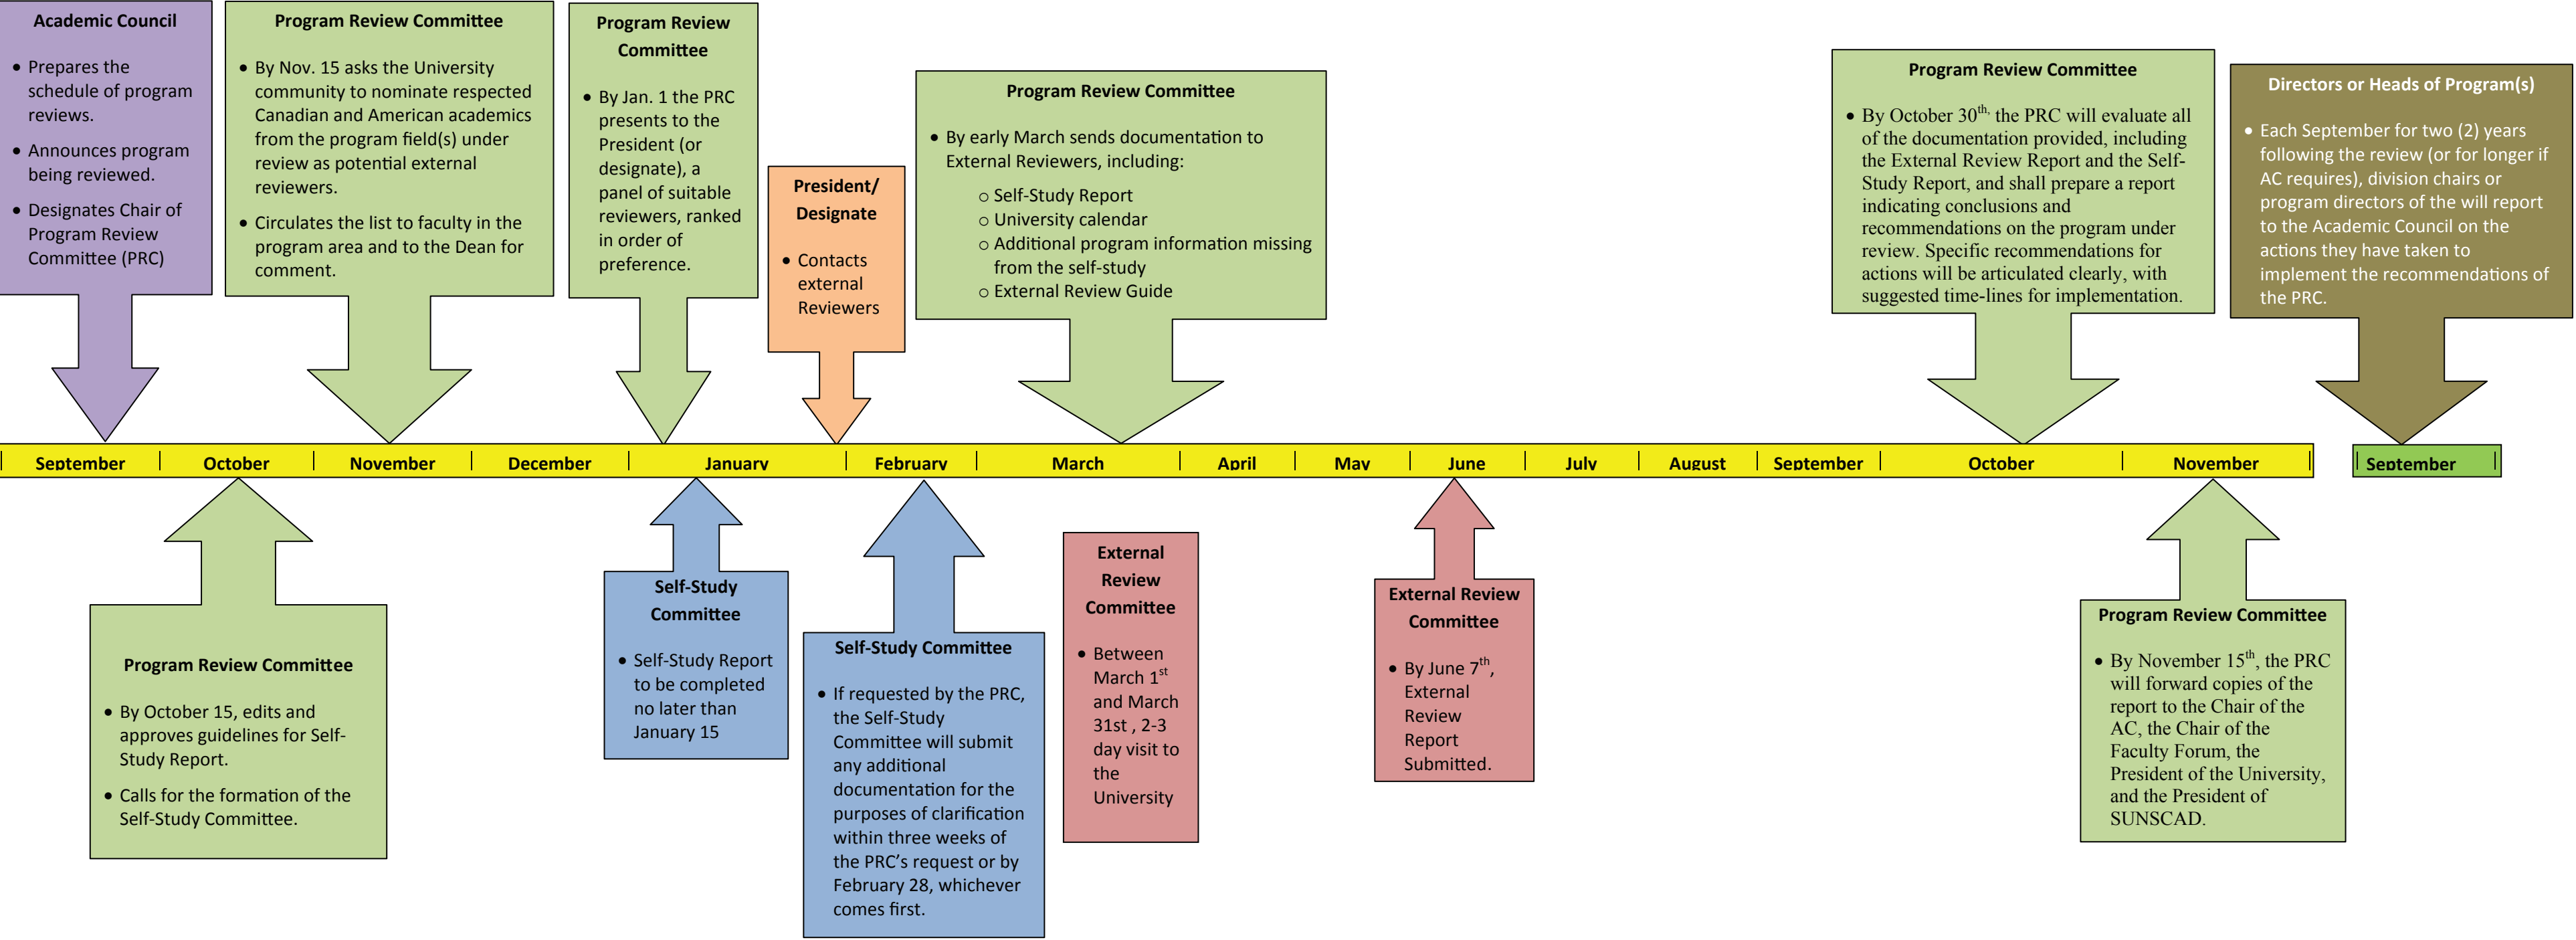 Academic Council
• Prepares the
schedule of program
reviews.
• Announces program
being reviewed.
• Designates Chair of
Program Review
Committee (PRC)
Program Review Committee
• By Nov. 15 asks the University
community to nominate respected
Canadian and American academics
from the program field(s) under
review as potential external
reviewers.
• Circulates the list to faculty in the
program area and to the Dean for
comment.
Program Review
Committee
• By Jan. 1 the PRC
presents to the
President (or
designate), a
panel of suitable
reviewers, ranked
in order of
preference.
President/
Designate
• Contacts
external
Reviewers
Program Review Committee
• By early March sends documentation to
External Reviewers, including:
o Self-Study Report
o University calendar
o Additional program information missing
from the self-study
o External Review Guide
Program Review Committee
• By October 30th, the PRC will evaluate all
of the documentation provided, including
the External Review Report and the Self-
Study Report, and shall prepare a report
indicating conclusions and
recommendations on the program under
review. Specific recommendations for
actions will be articulated clearly, with
suggested time-lines for implementation.
Directors or Heads of Program(s)
• Each September for two (2) years
following the review (or for longer if
AC requires), division chairs or
program directors of the will report
to the Academic Council on the
actions they have taken to
implement the recommendations of
the PRC.
| September | October | November | December | January | February | March | April | May | June | July | August | September | October | November | | September |
Program Review Committee
• By October 15, edits and
approves guidelines for Self-
Study Report.
• Calls for the formation of the
Self-Study Committee.
Self-Study
Committee
• Self-Study Report
to be completed
no later than
January 15
Self-Study Committee
• If requested by the PRC,
the Self-Study
Committee will submit
any additional
documentation for the
purposes of clarification
within three weeks of
the PRC’s request or by
February 28, whichever
comes first.
External
Review
Committee
• Between
March 1st
and March
31st , 2-3
day visit to
the
University
External Review
Committee
• By June 7th,
External
Review
Report
Submitted.
Program Review Committee
• By November 15th, the PRC
will forward copies of the
report to the Chair of the
AC, the Chair of the
Faculty Forum, the
President of the University,
and the President of
SUNSCAD.